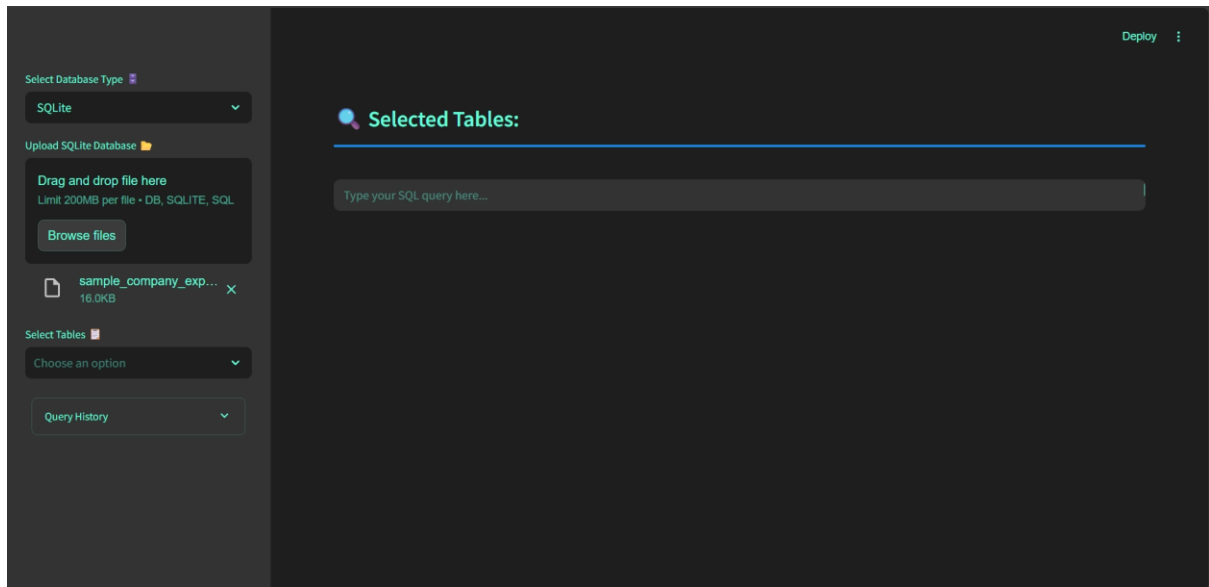 Deploy
Select Database Type
SQLite
Upload SQLite Database
Drag and drop file here
Limit 200MB per file • DB, SQLITE, SQL
Browse files
sample_company_exp...
16.0KB
Select Tables
Choose an option
Query History
Selected Tables:
Type your SQL query here...